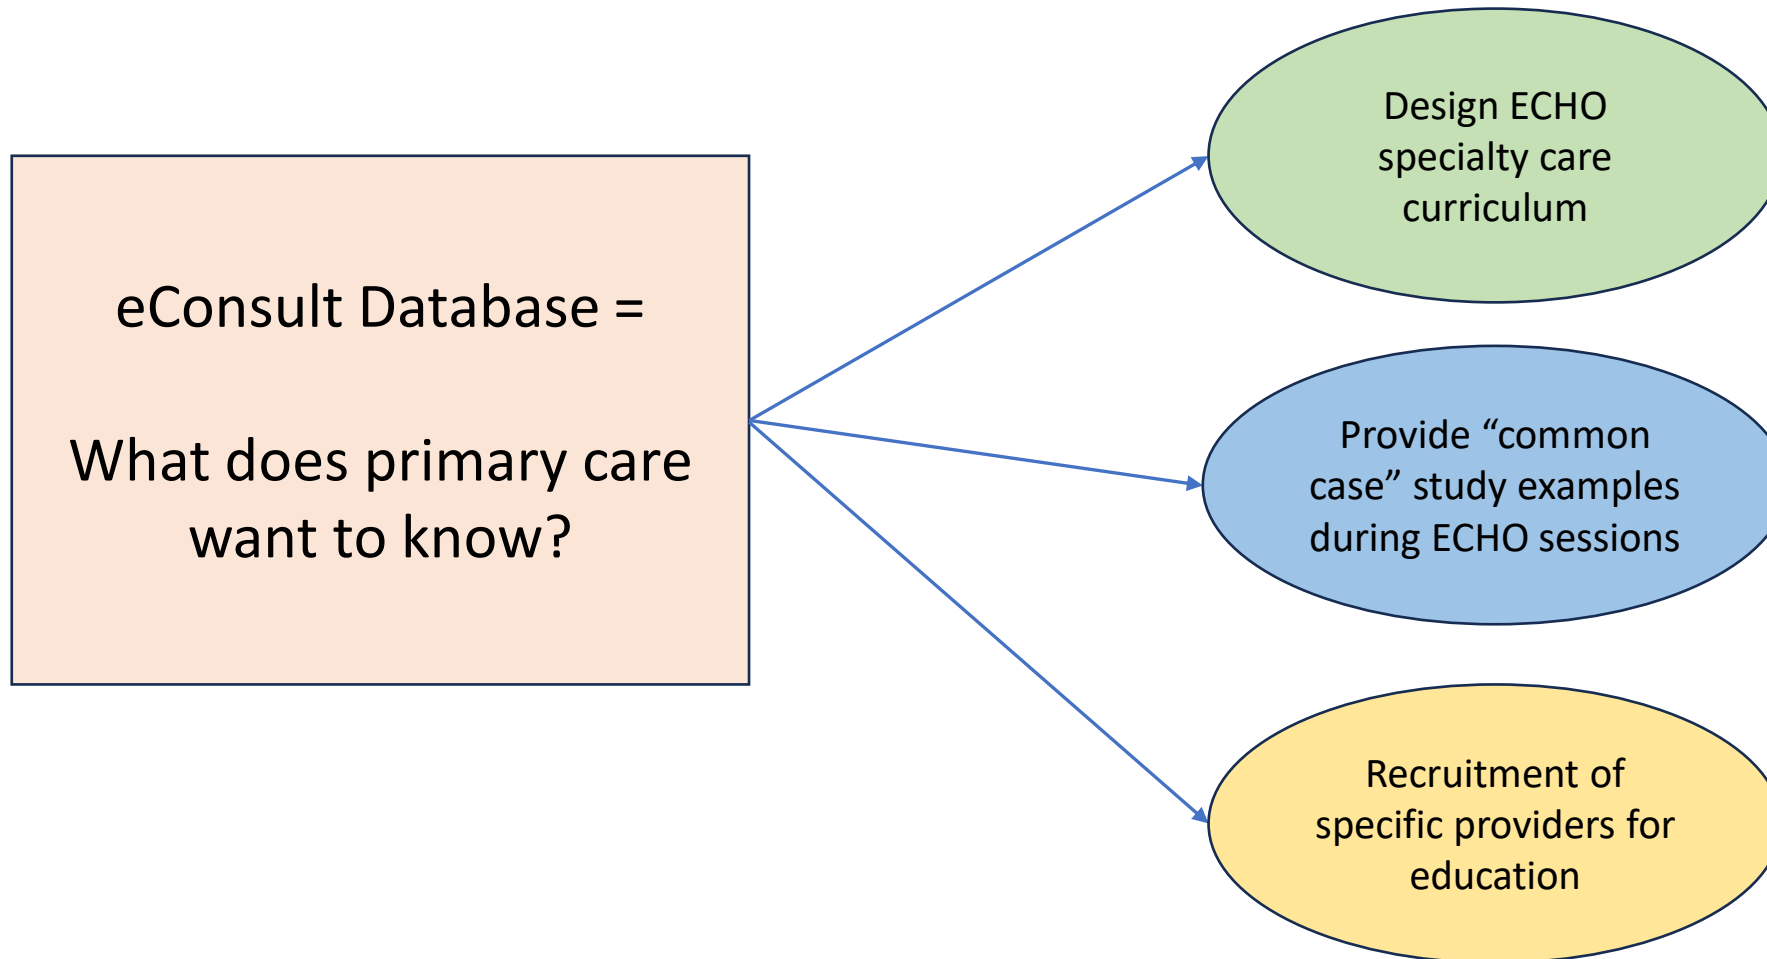 eConsult Database =
What does primary care
want to know?
Design ECHO
specialty care
curriculum
Provide “common
case” study examples
during ECHO sessions
Recruitment of
specific providers for
education